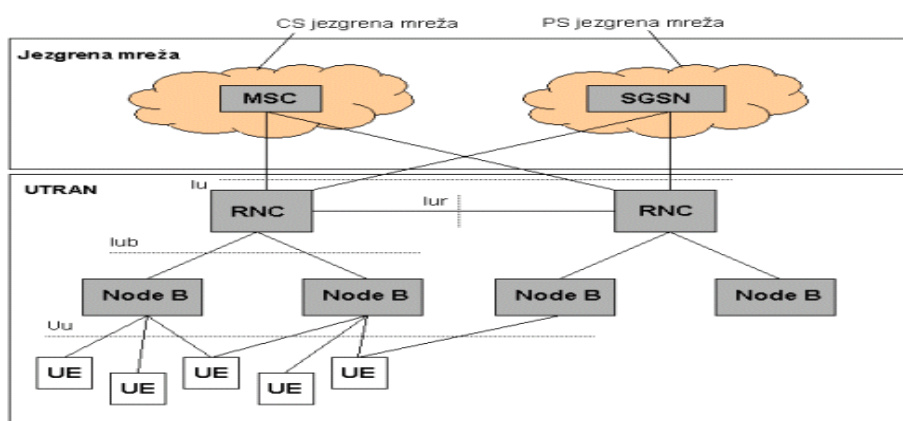 CS jezgrena mreža
PS jezgrena mreža
Jezgrena mreža
MSC
SGSN
UTRAN
Iu
RNC
Iur
RNC
Iub
Node B
Node B
Node B
Node B
Uu
UE
UE
UE
UE
UE